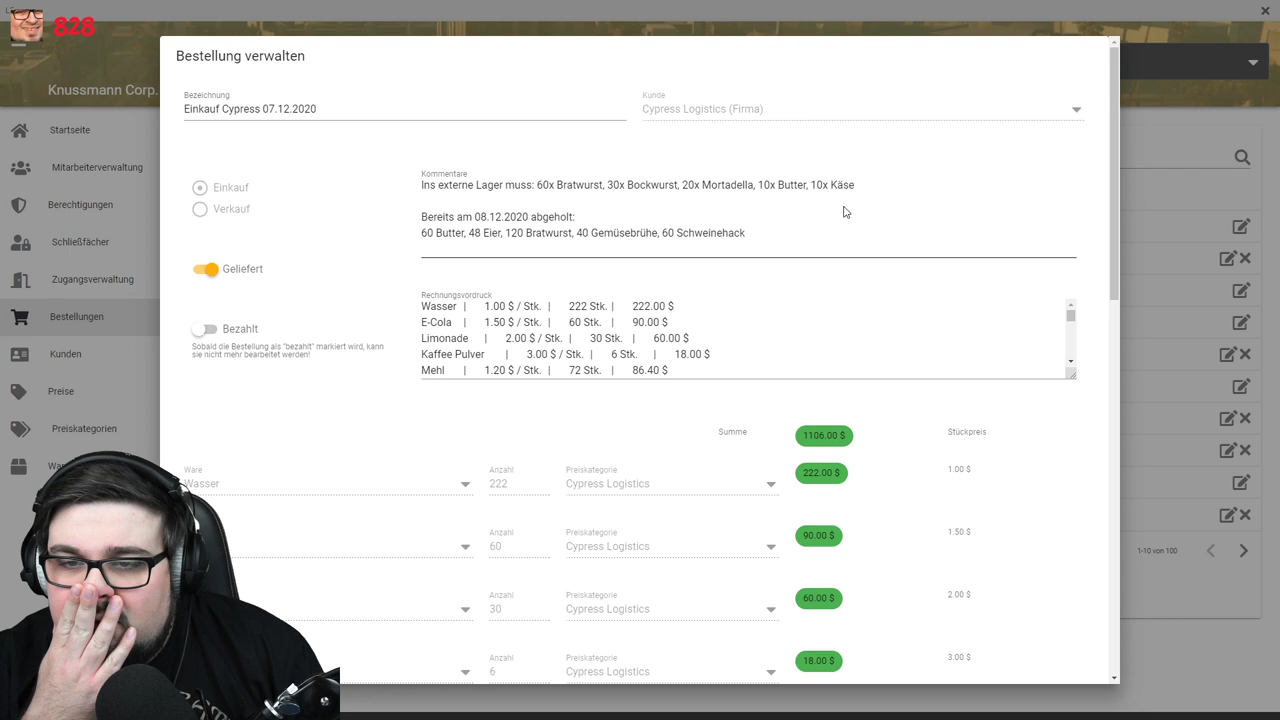 828
Knussmann Corp.
Startseite
Mitarbeiterverwaltung
Berechtigungen
Schließfächer
Zugangsverwaltung
Bestellungen
Kunden
Preise
Preiskategorien
Bestellung verwalten
Bezeichnung
Einkauf Cypress 07.12.2020
Kunde
Cypress Logistics (Firma)
Einkauf
Verkauf
Geliefert
Bezahlt
Sobald die Bestellung als "bezahlt" markiert wird, kann
sie nicht mehr bearbeitet werden!
Kommentare
Ins externe Lager muss: 60x Bratwurst, 30x Bockwurst, 20x Mortadella, 10x Butter, 10x Käse
Bereits am 08.12.2020 abgeholt:
60 Butter, 48 Eier, 120 Bratwurst, 40 Gemüsebrühe, 60 Schweinehack
Rechnungsvordruck
Wasser | 1.00 $ / Stk. | 222 Stk. | 222.00 $
E-Cola | 1.50 $ / Stk. | 60 Stk. | 90.00 $
Limonade | 2.00 $ / Stk. | 30 Stk. | 60.00 $
Kaffee Pulver | 3.00 $ / Stk. | 6 Stk. | 18.00 $
Mehl | 1.20 $ / Stk. | 72 Stk. | 86.40 $
Summe 1106.00 $ Stückpreis
Ware Anzahl Preiskategorie
Wasser 222 Cypress Logistics 222.00 $ 1.00 $
Anzahl Preiskategorie
60 Cypress Logistics 90.00 $ 1.50 $
Anzahl Preiskategorie
30 Cypress Logistics 60.00 $ 2.00 $
Anzahl Preiskategorie
6 Cypress Logistics 18.00 $ 3.00 $
1-10 von 100